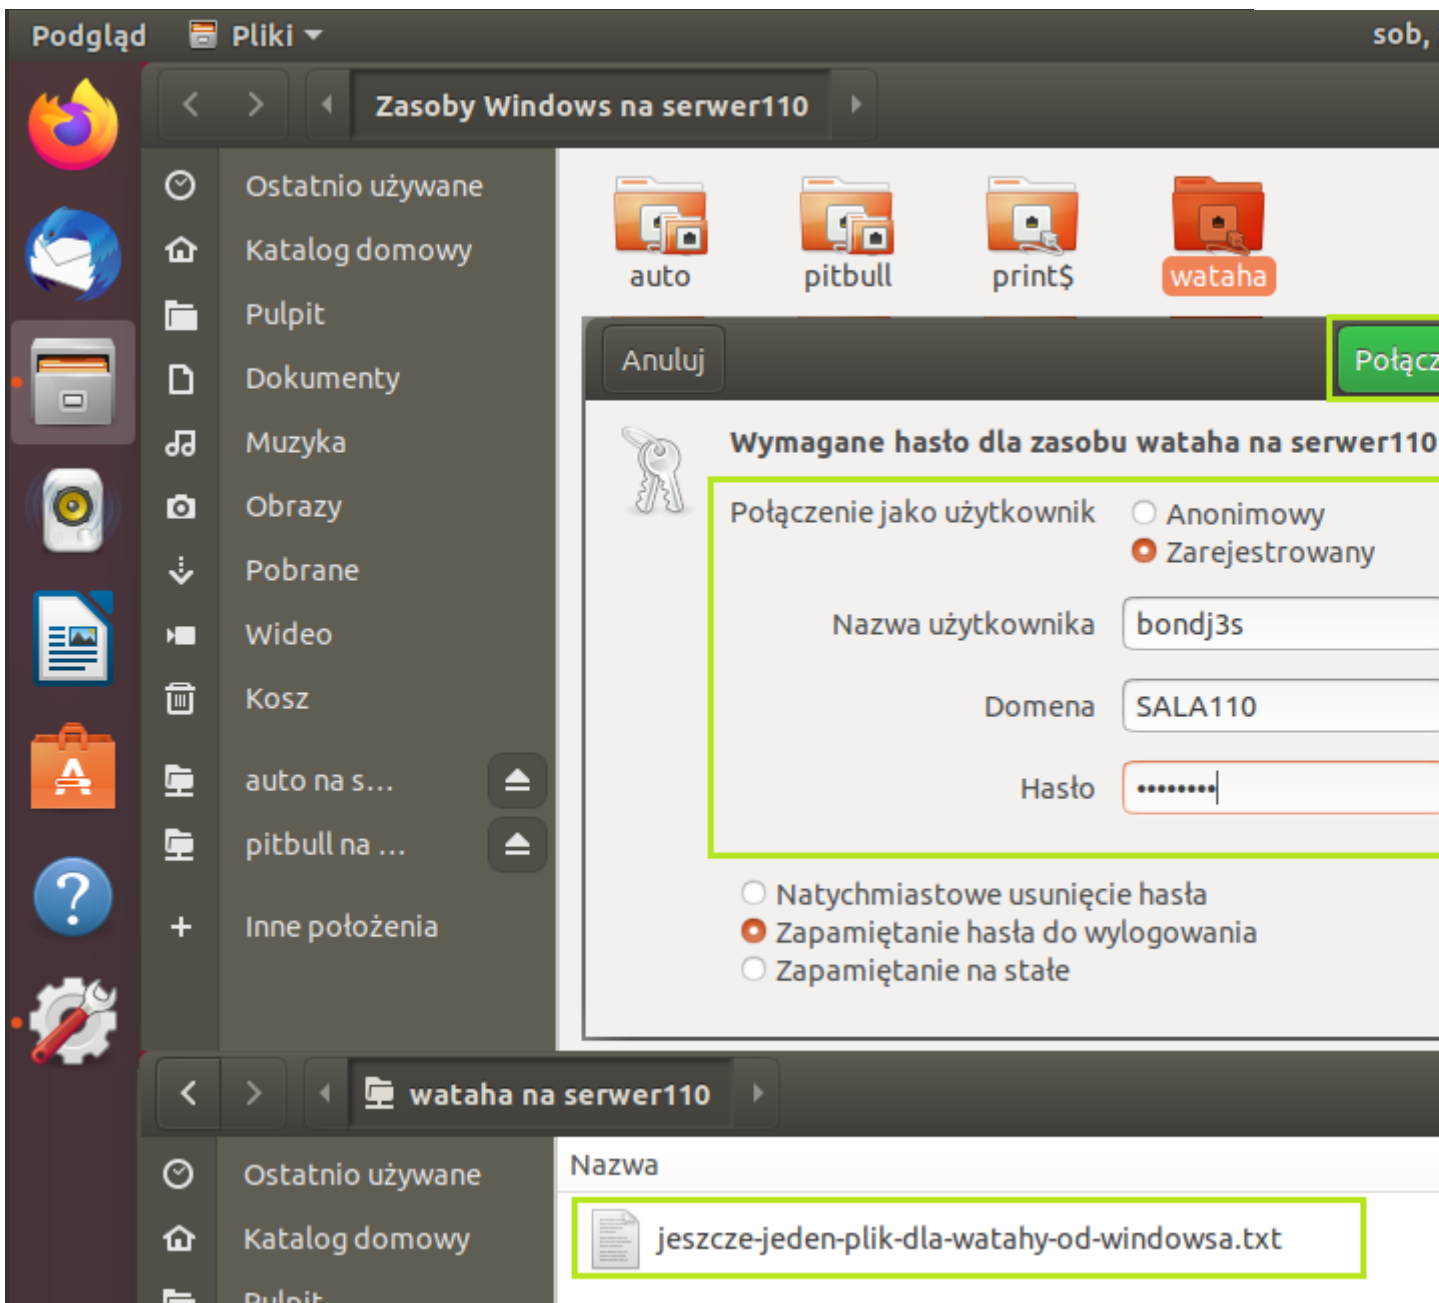 Podgląd Pliki sob,
Zasoby Windows na serwer110
Ostatnio używane
Katalog domowy
Pulpit
Dokumenty
Muzyka
Obrazy
Pobrane
Wideo
Kosz
auto na s...
pitbull na ...
Inne położenia
auto pitbull print$ wataha
Anuluj Połącz
Wymagane hasło dla zasobu wataha na serwer110
Połączenie jako użytkownik
Anonimowy
Zarejestrowany
Nazwa użytkownika bondj3s
Domena SALA110
Hasło ••••••••
Natychmiastowe usunięcie hasła
Zapamiętanie hasła do wylogowania
Zapamiętanie na stałe
wataha na serwer110
Ostatnio używane
Katalog domowy
Pulpit
Nazwa
jeszcze-jeden-plik-dla-watahy-od-windowsa.txt